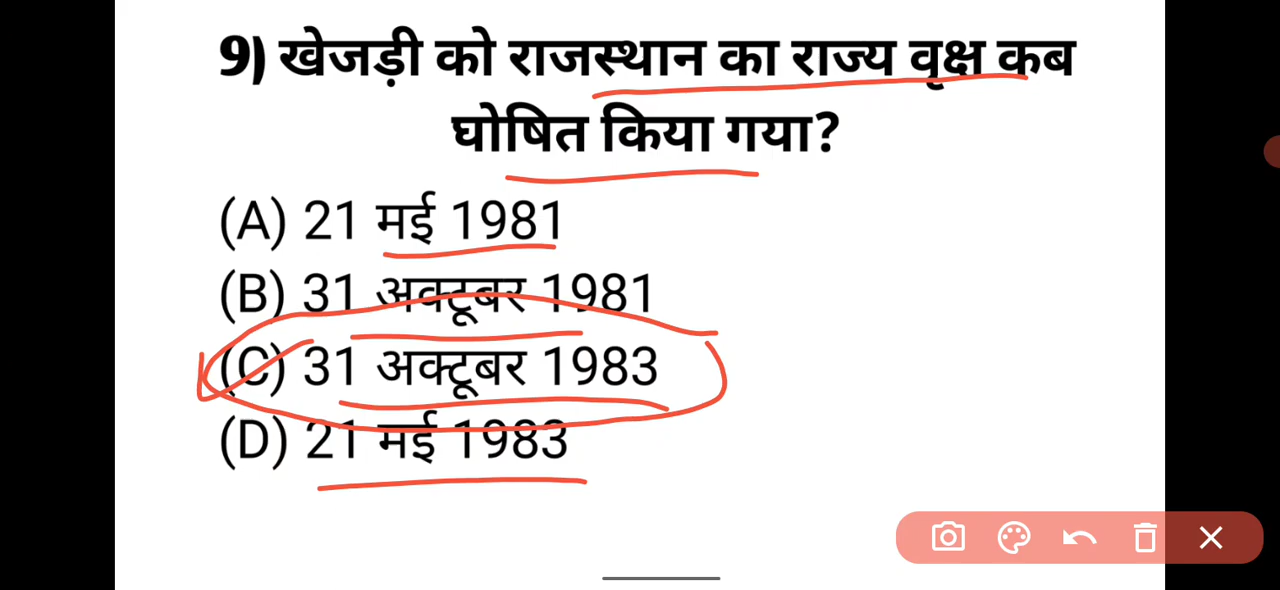 9) खेजड़ी को राजस्थान का राज्य वृक्ष कब
घोषित किया गया?
(A) 21 मई 1981
(B) 31 अक्टूबर 1981
(C) 31 अक्टूबर 1983
(D) 21 मई 1983